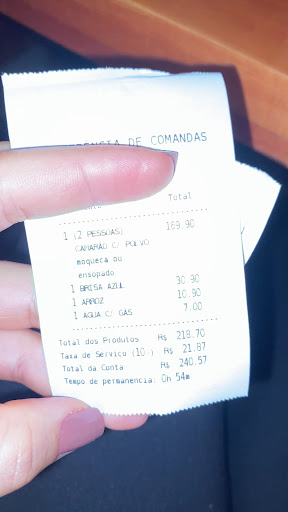 DE COMANDAS
Total
1 (2 PESSOAS) 169.90
CAMARAO C/ POLVO
moqueca ou
ensopado
1 BRISA AZUL 30.90
1 ARROZ 10.90
1 AGUA C/ GAS 7.00
Total dos Produtos R$ 218.70
Taxa de Servico (10.) R$ 21.87
Total da Conta R$ 240.57
Tempo de permanencia: 0h 54m